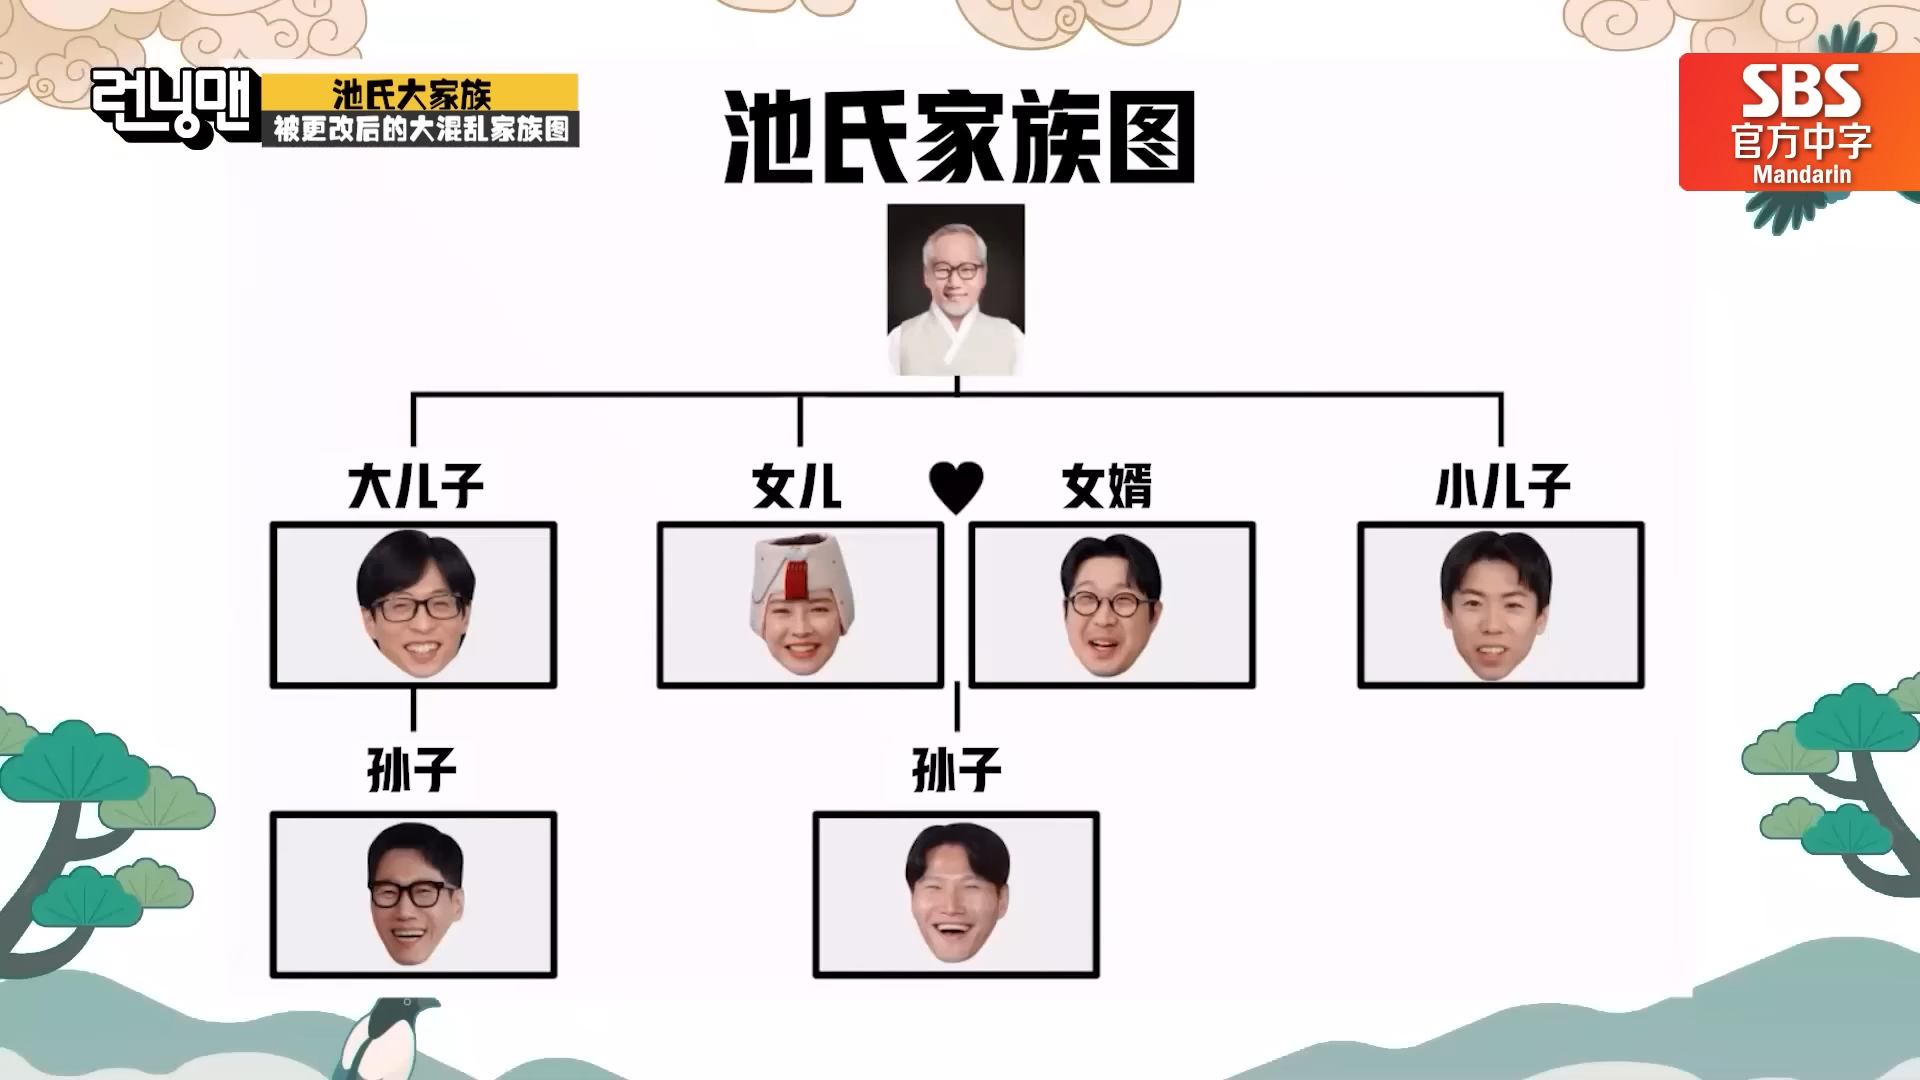 런닝맨
池氏大家族
被更改后的大混乱家族图
池氏家族图
SBS
官方中字
Mandarin
大儿子
女儿
女婿
小儿子
孙子
孙子